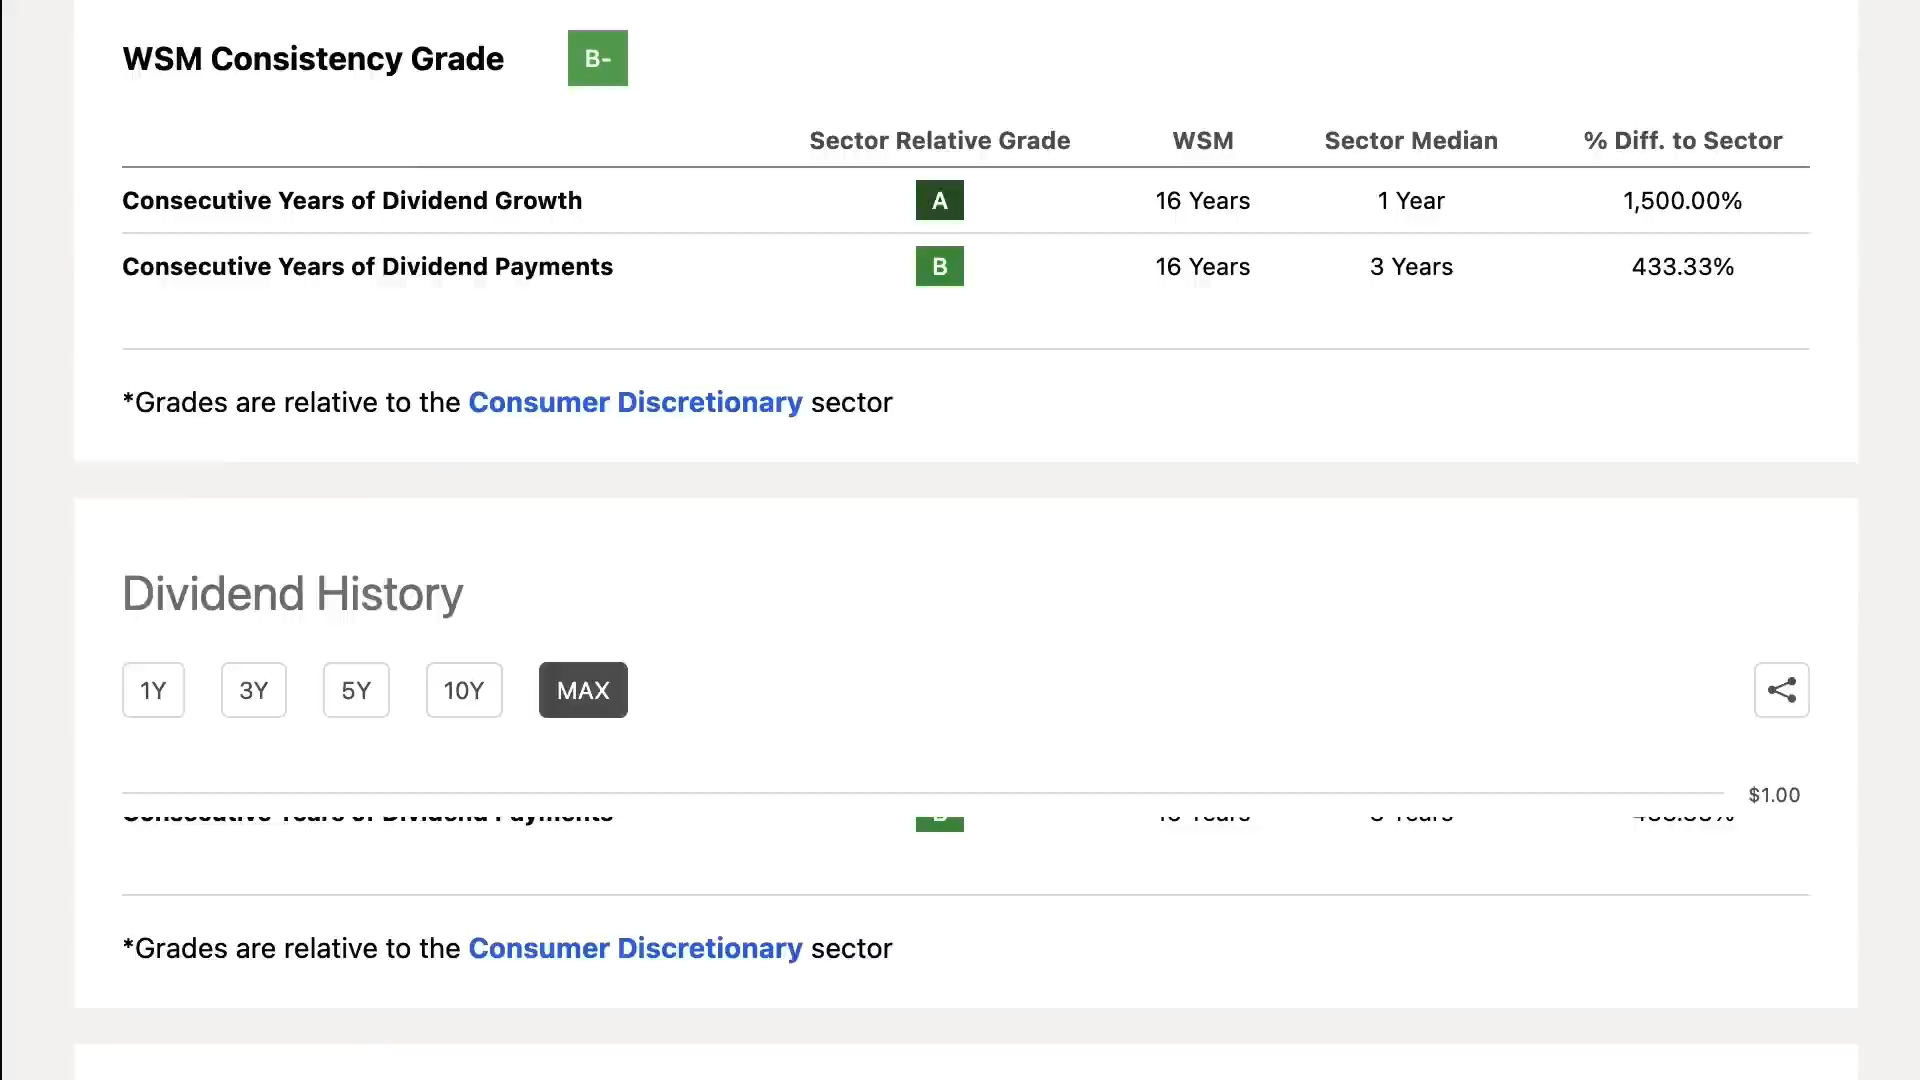 WSM Consistency Grade B-
Sector Relative Grade WSM Sector Median % Diff. to Sector
Consecutive Years of Dividend Growth A 16 Years 1 Year 1,500.00%
Consecutive Years of Dividend Payments B 16 Years 3 Years 433.33%
*Grades are relative to the Consumer Discretionary sector
Dividend History
1Y 3Y 5Y 10Y MAX
$1.00
*Grades are relative to the Consumer Discretionary sector